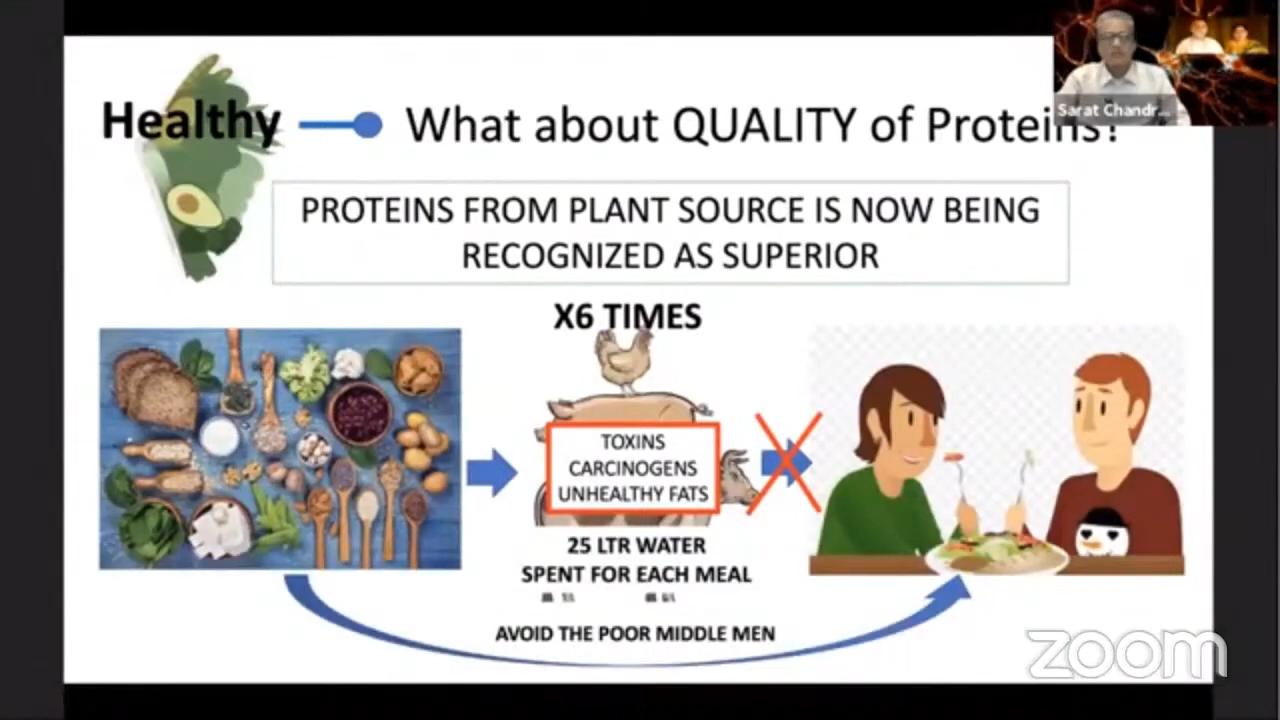 Sarat Chandr...
Healthy
What about QUALITY of Proteins?
PROTEINS FROM PLANT SOURCE IS NOW BEING
RECOGNIZED AS SUPERIOR
X6 TIMES
TOXINS
CARCINOGENS
UNHEALTHY FATS
25 LTR WATER
SPENT FOR EACH MEAL
AVOID THE POOR MIDDLE MEN
zoom